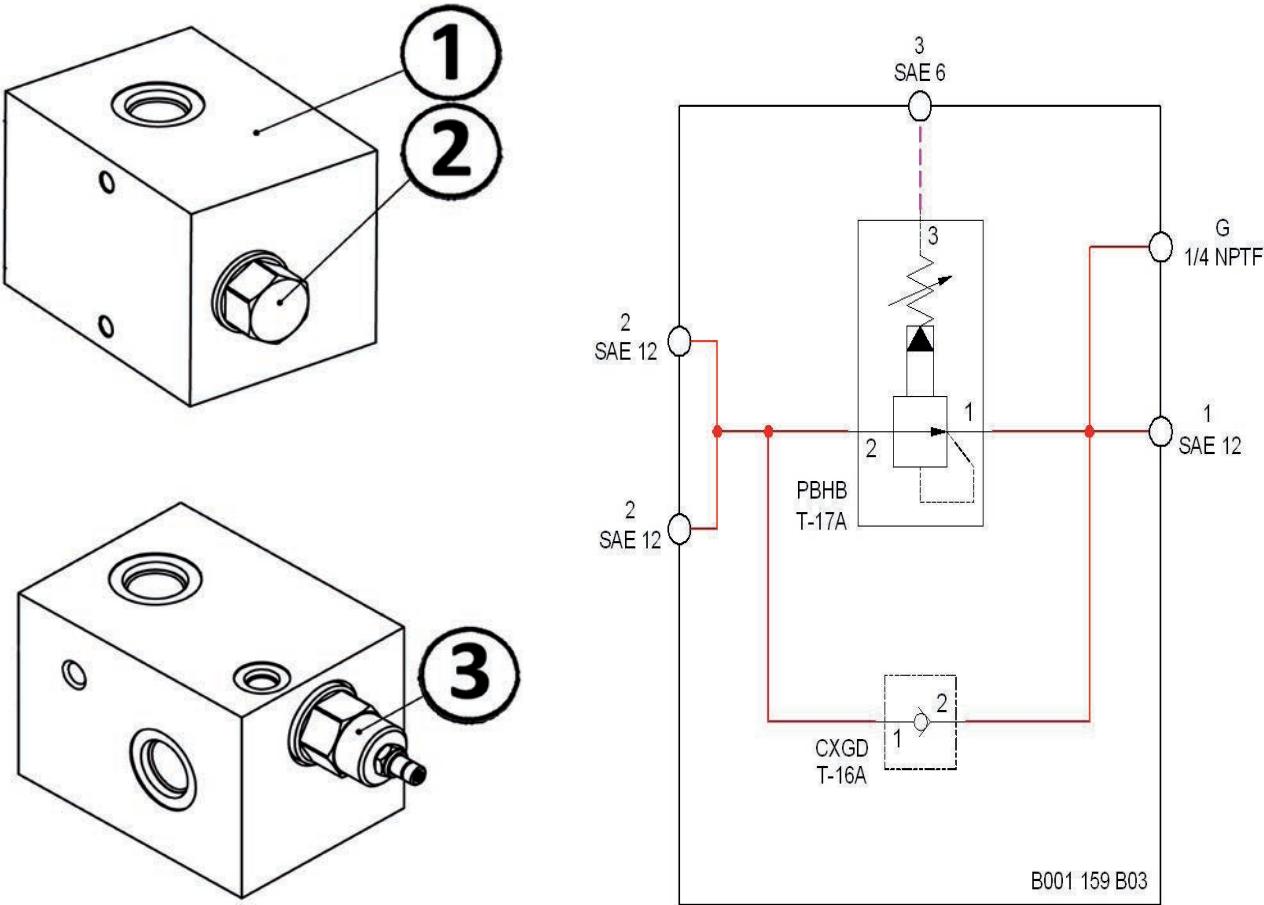 1
2
3
3
SAE 6
3
G
1/4 NPTF
2
SAE 12
1
2
1
SAE 12
PBHB
T-17A
2
SAE 12
2
1
CXGD
T-16A
B001 159 B03